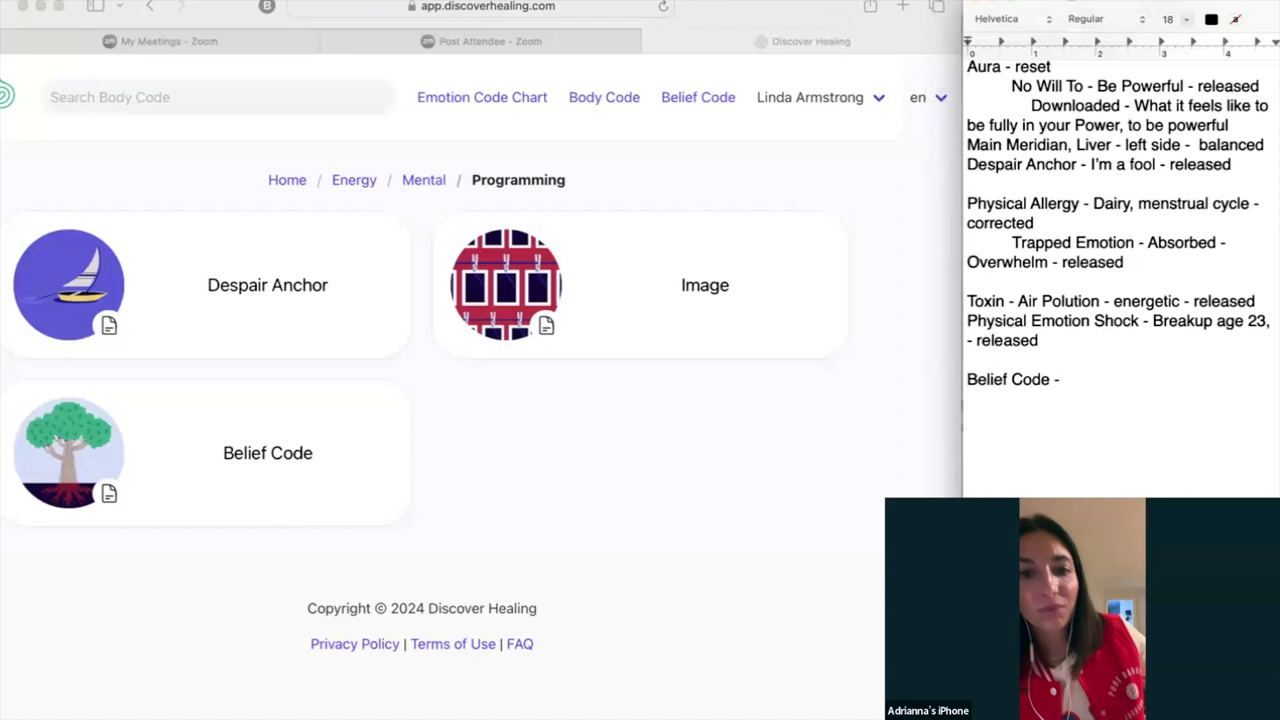 app.discoverhealing.com
Helvetica
Regular
18
My Meetings - Zoom
Post Attendee - Zoom
Discover Healing
0 1 2 3 4
Search Body Code
Emotion Code Chart
Body Code
Belief Code
Linda Armstrong
en
Home / Energy / Mental / Programming
Despair Anchor
Image
Belief Code
Copyright © 2024 Discover Healing
Privacy Policy | Terms of Use | FAQ
Aura - reset
No Will To - Be Powerful - released
Downloaded - What it feels like to
be fully in your Power, to be powerful
Main Meridian, Liver - left side - balanced
Despair Anchor - I'm a fool - released
Physical Allergy - Dairy, menstrual cycle -
corrected
Trapped Emotion - Absorbed -
Overwhelm - released
Toxin - Air Polution - energetic - released
Physical Emotion Shock - Breakup age 23,
- released
Belief Code -
Adrianna's iPhone